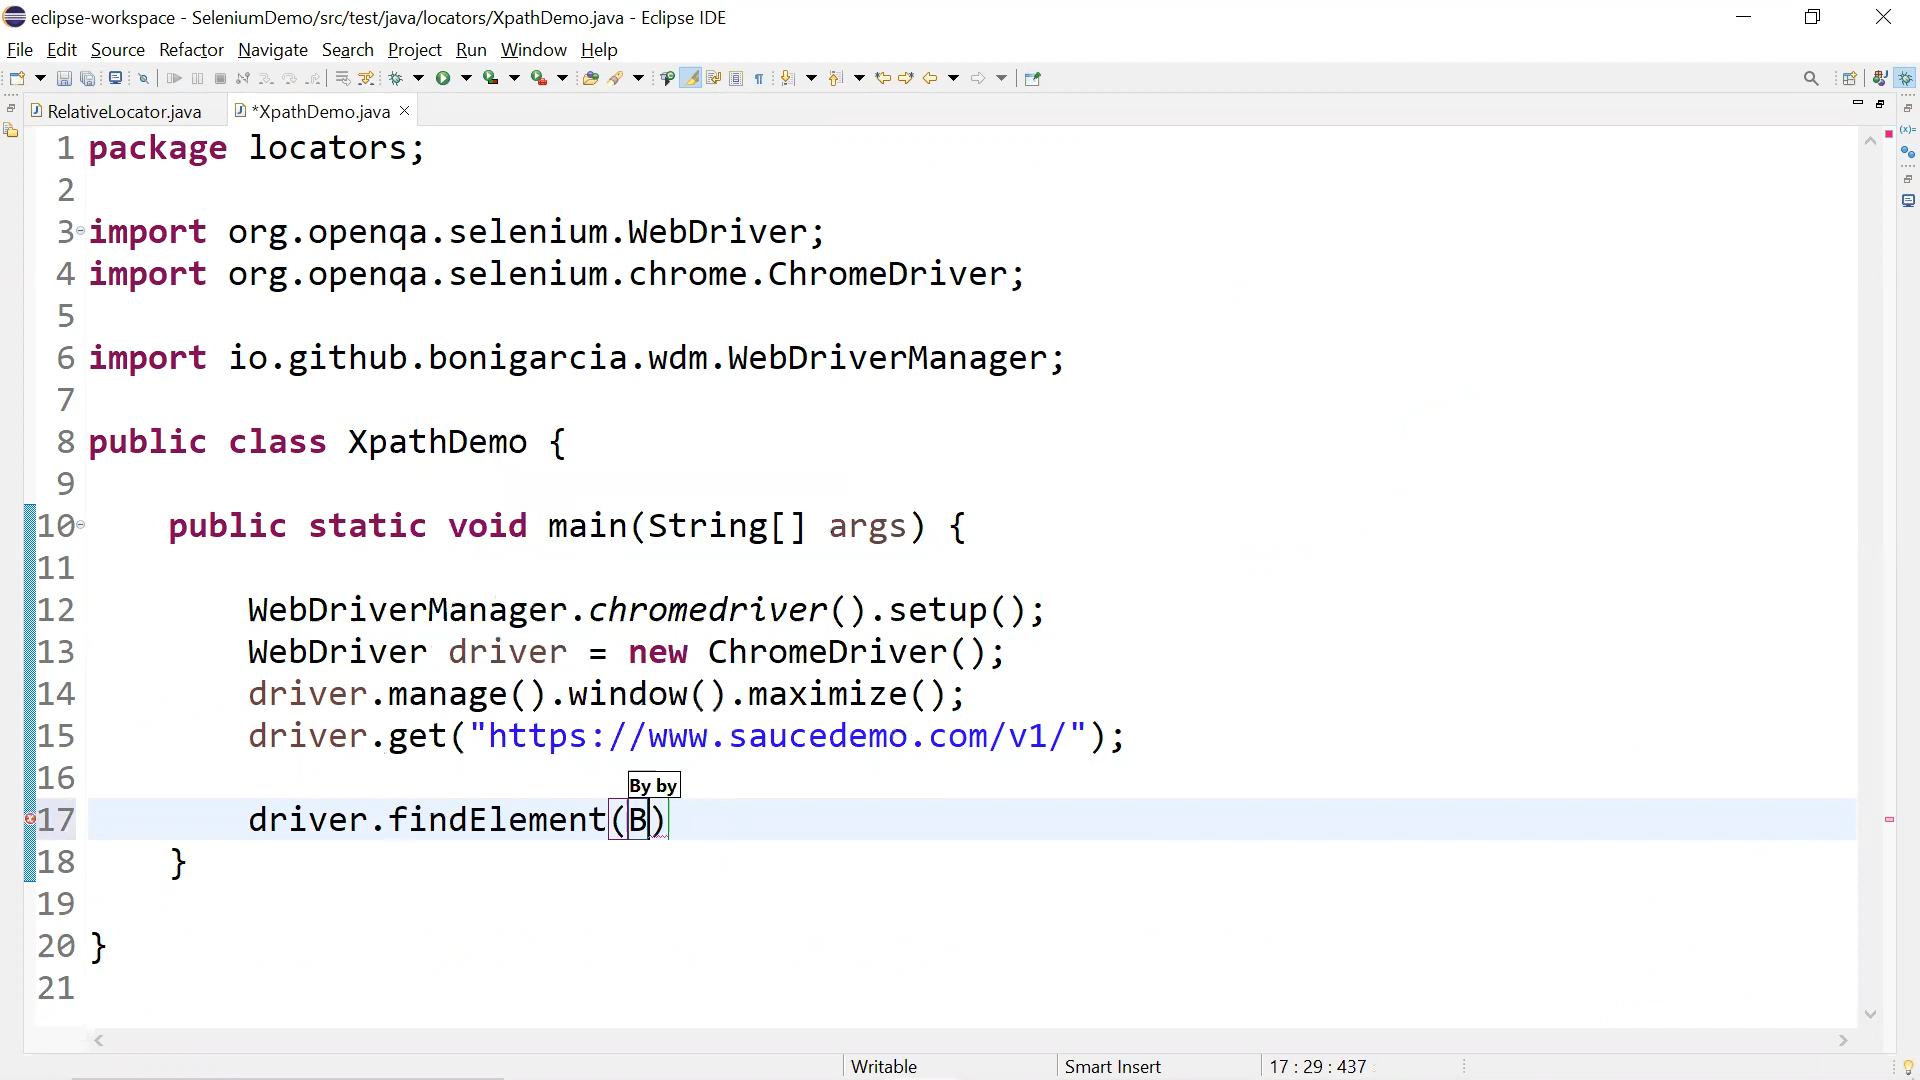 eclipse-workspace - SeleniumDemo/src/test/java/locators/XpathDemo.java - Eclipse IDE
File Edit Source Refactor Navigate Search Project Run Window Help
RelativeLocator.java *XpathDemo.java
1 package locators;
2
3 import org.openqa.selenium.WebDriver;
4 import org.openqa.selenium.chrome.ChromeDriver;
5
6 import io.github.bonigarcia.wdm.WebDriverManager;
7
8 public class XpathDemo {
9
10 public static void main(String[] args) {
11
12 WebDriverManager.chromedriver().setup();
13 WebDriver driver = new ChromeDriver();
14 driver.manage().window().maximize();
15 driver.get("https://www.saucedemo.com/v1/");
16
By by
17 driver.findElement(B)
18 }
19
20 }
21
Writable Smart Insert 17 : 29 : 437